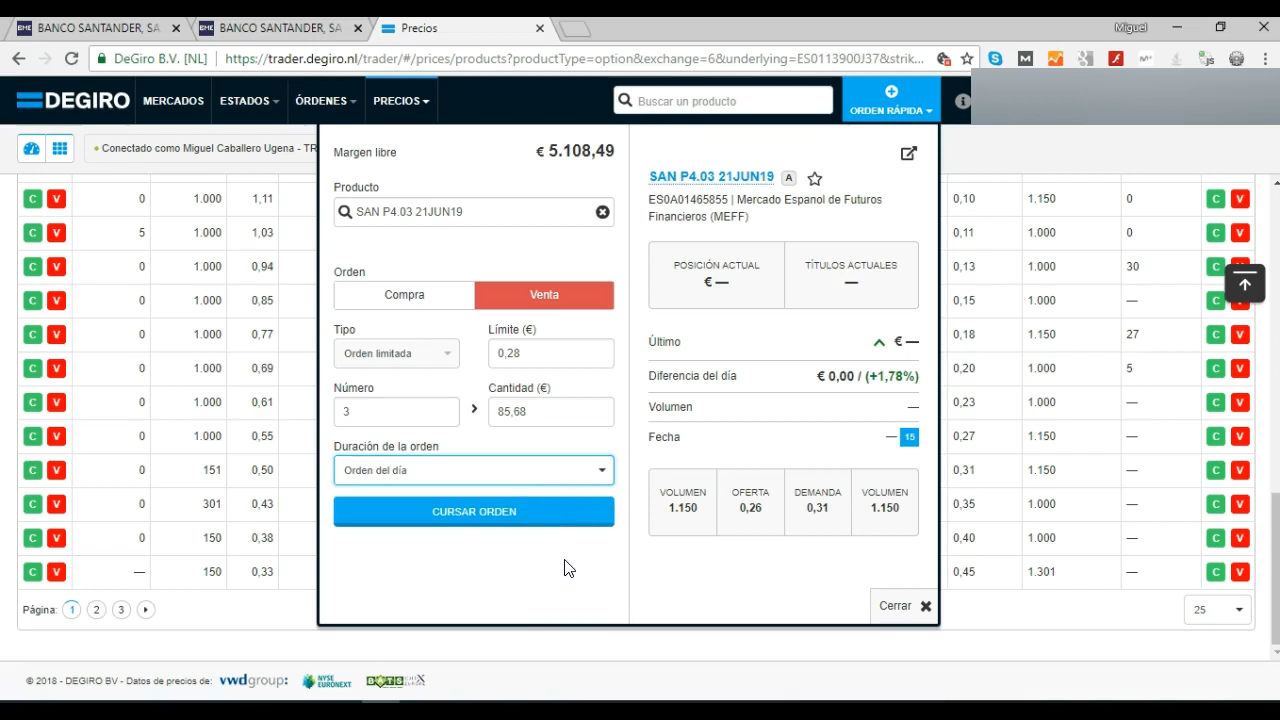 BANCO SANTANDER, SA
BANCO SANTANDER, SA
Precios
Miguel
DeGiro B.V. [NL]
https://trader.degiro.nl/trader/#/prices/products?productType=option&exchange=6&underlying=ES0113900J37&strik...
DEGIRO
MERCADOS
ESTADOS
ÓRDENES
PRECIOS
Buscar un producto
ORDEN RÁPIDA
Conectado como Miguel Caballero Ugena - TR
Margen libre
€ 5.108,49
Producto
SAN P4.03 21JUN19
Orden
Compra
Venta
Tipo
Límite (€)
Orden limitada
0,28
Número
Cantidad (€)
3
85,68
Duración de la orden
Orden del día
CURSAR ORDEN
SAN P4.03 21JUN19 A
ES0A01465855 | Mercado Espanol de Futuros
Financieros (MEFF)
POSICIÓN ACTUAL
€ —
TÍTULOS ACTUALES
—
Último
€ —
Diferencia del día
€ 0,00 / (+1,78%)
Volumen
—
Fecha
— 15
VOLUMEN
1.150
OFERTA
0,26
DEMANDA
0,31
VOLUMEN
1.150
Cerrar
C V 0 1.000 1,11
C V 5 1.000 1,03
C V 0 1.000 0,94
C V 0 1.000 0,85
C V 0 1.000 0,77
C V 0 1.000 0,69
C V 0 1.000 0,61
C V 0 1.000 0,55
C V 0 151 0,50
C V 0 301 0,43
C V 0 150 0,38
C V — 150 0,33
0,10 1.150 0 C V
0,11 1.000 0 C V
0,13 1.000 30 C V
0,15 1.000 — C V
0,18 1.150 27 C V
0,20 1.000 5 C V
0,23 1.000 — C V
0,27 1.150 — C V
0,31 1.150 — C V
0,35 1.000 — C V
0,40 1.000 — C V
0,45 1.301 — C V
Página: 1 2 3
25
© 2018 - DEGIRO BV - Datos de precios de:
vwdgroup:
NYSE
EURONEXT
BATS